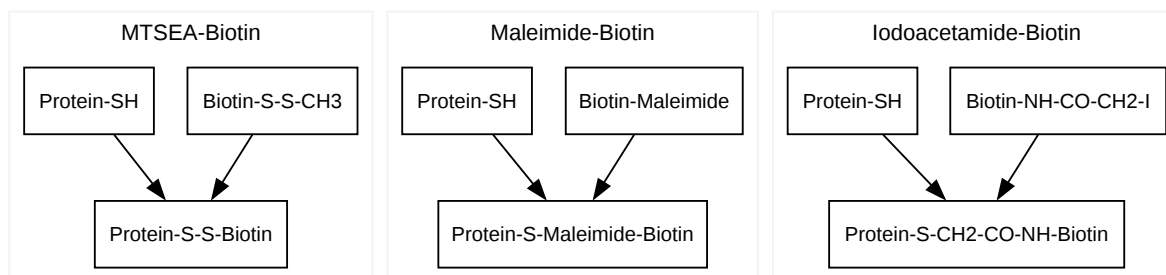 MTSEA-Biotin
Protein-SH
Biotin-S-S-CH3
Protein-S-S-Biotin
Maleimide-Biotin
Protein-SH
Biotin-Maleimide
Protein-S-Maleimide-Biotin
Iodoacetamide-Biotin
Protein-SH
Biotin-NH-CO-CH2-I
Protein-S-CH2-CO-NH-Biotin